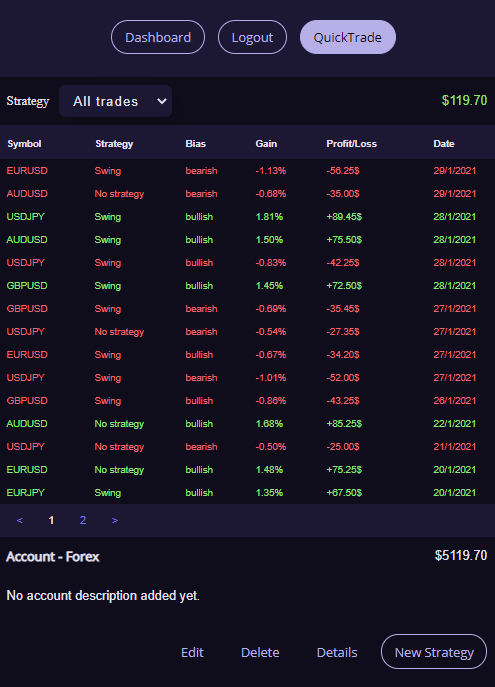 Dashboard Logout QuickTrade
Strategy All trades $119.70
Symbol Strategy Bias Gain Profit/Loss Date
EURUSD Swing bearish -1.13% -56.25$ 29/1/2021
AUDUSD No strategy bearish -0.68% -35.00$ 29/1/2021
USDJPY Swing bullish 1.81% +89.45$ 28/1/2021
AUDUSD Swing bullish 1.50% +75.50$ 28/1/2021
USDJPY Swing bullish -0.83% -42.25$ 28/1/2021
GBPUSD Swing bullish 1.45% +72.50$ 28/1/2021
GBPUSD Swing bearish -0.69% -35.45$ 27/1/2021
USDJPY No strategy bearish -0.54% -27.35$ 27/1/2021
EURUSD Swing bullish -0.67% -34.20$ 27/1/2021
USDJPY Swing bearish -1.01% -52.00$ 27/1/2021
GBPUSD Swing bullish -0.86% -43.25$ 26/1/2021
AUDUSD No strategy bullish 1.68% +85.25$ 22/1/2021
USDJPY No strategy bearish -0.50% -25.00$ 21/1/2021
EURUSD No strategy bullish 1.48% +75.25$ 20/1/2021
EURJPY Swing bullish 1.35% +67.50$ 20/1/2021
< 1 2 >
Account - Forex $5119.70
No account description added yet.
Edit Delete Details New Strategy